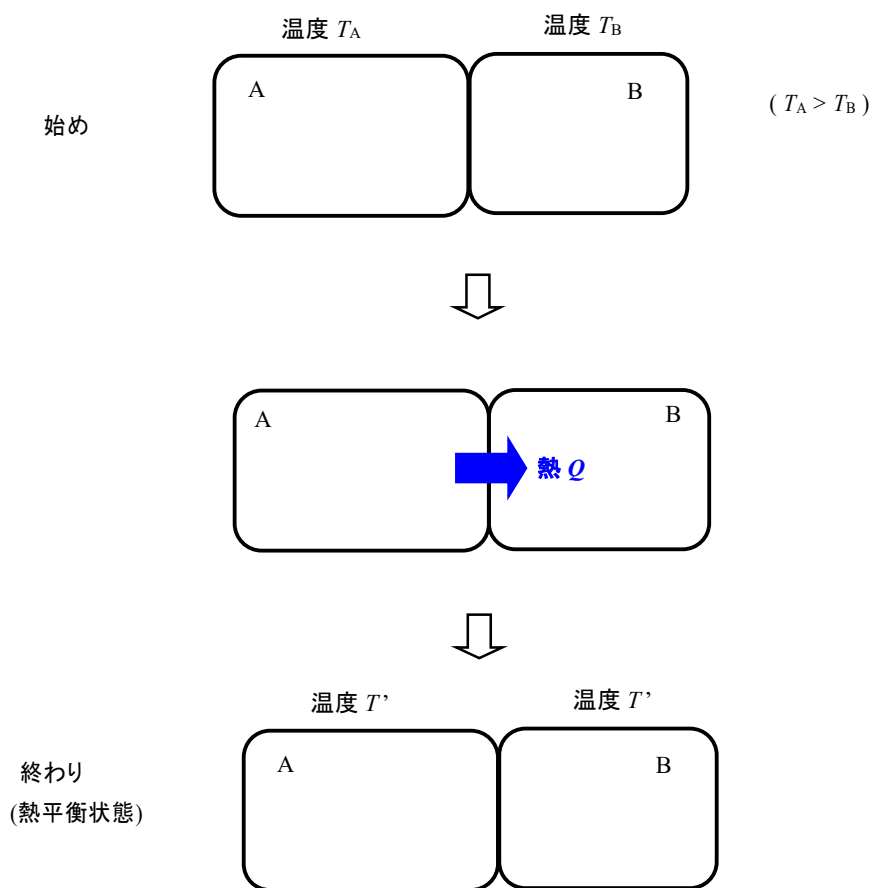 温度 TA
温度 TB
A
B
( TA > TB )
始め
A
B
熱 Q
温度 T’
温度 T’
A
B
終わり
(熱平衡状態)